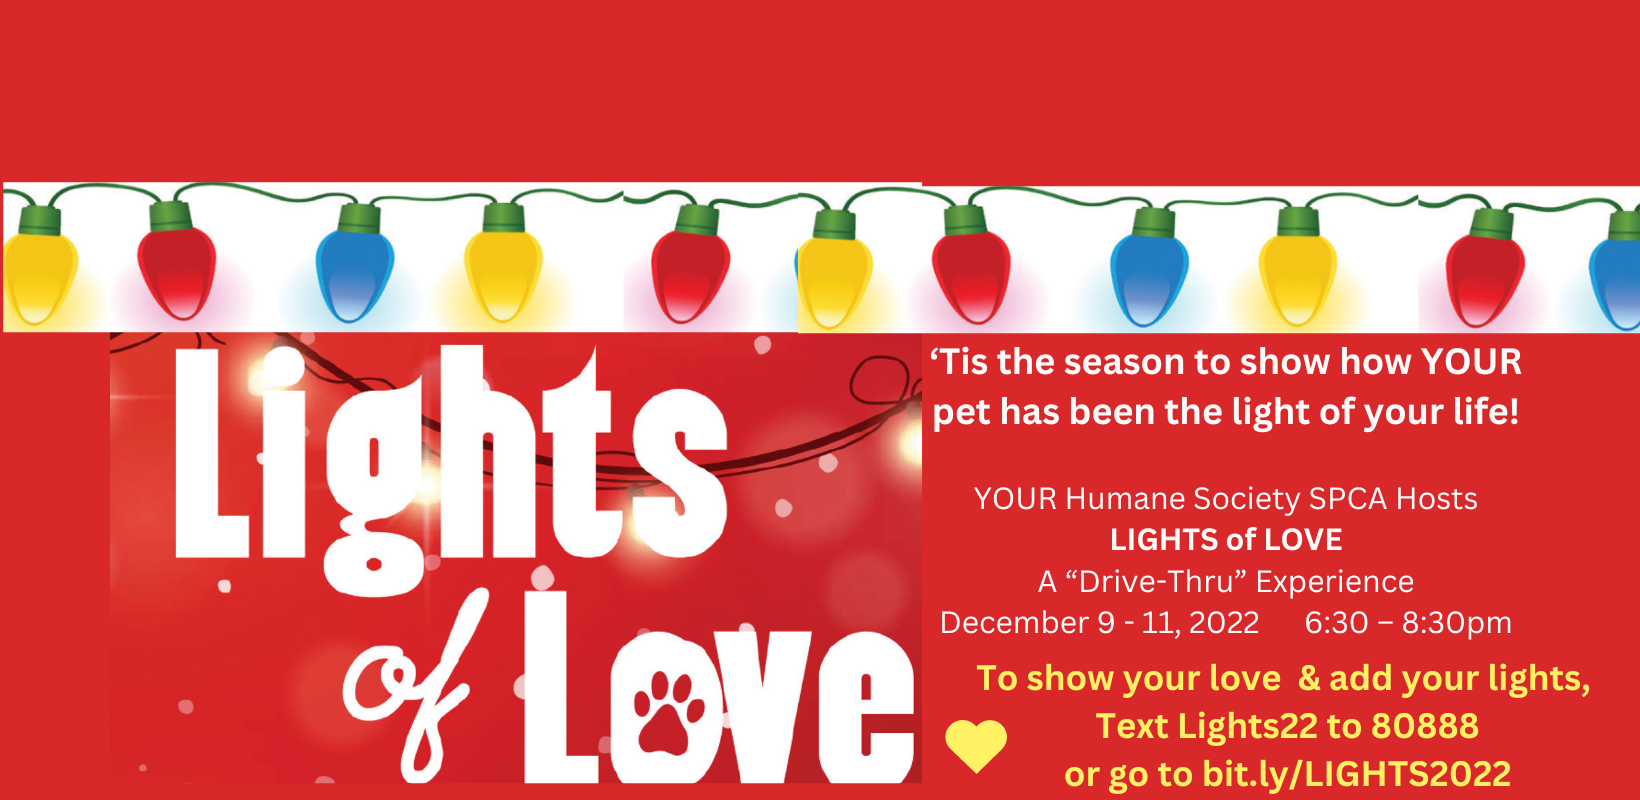 Lights
of Love
‘Tis the season to show how YOUR
pet has been the light of your life!
YOUR Humane Society SPCA Hosts
LIGHTS of LOVE
A “Drive-Thru” Experience
December 9 - 11, 2022 6:30 – 8:30pm
To show your love & add your lights,
Text Lights22 to 80888
or go to bit.ly/LIGHTS2022